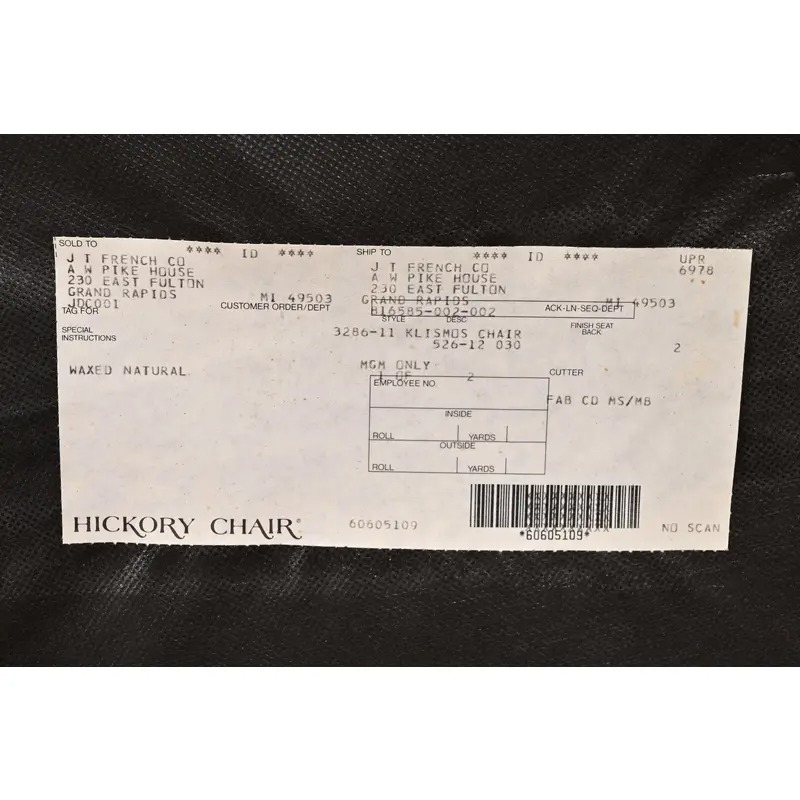 SOLD TO
**** ID ****
J T FRENCH CO
A W PIKE HOUSE
230 EAST FULTON
GRAND RAPIDS MI 49503
JDC001
TAG FOR
CUSTOMER ORDER/DEPT
SHIP TO
**** ID ****
J T FRENCH CO
A W PIKE HOUSE
230 EAST FULTON
GRAND RAPIDS MI 49503
UPR
6978
816585-002-002
ACK-LN-SEQ-DEPT
SPECIAL
INSTRUCTIONS
STYLE DESC
3286-11 KLISMOS CHAIR
526-12 030
FINISH SEAT
BACK
2
WAXED NATURAL
MGM ONLY
1 OF 2
EMPLOYEE NO.
CUTTER
FAB CD MS/MB
INSIDE
ROLL YARDS
OUTSIDE
ROLL YARDS
HICKORY CHAIR®
60605109
*60605109*
NO SCAN